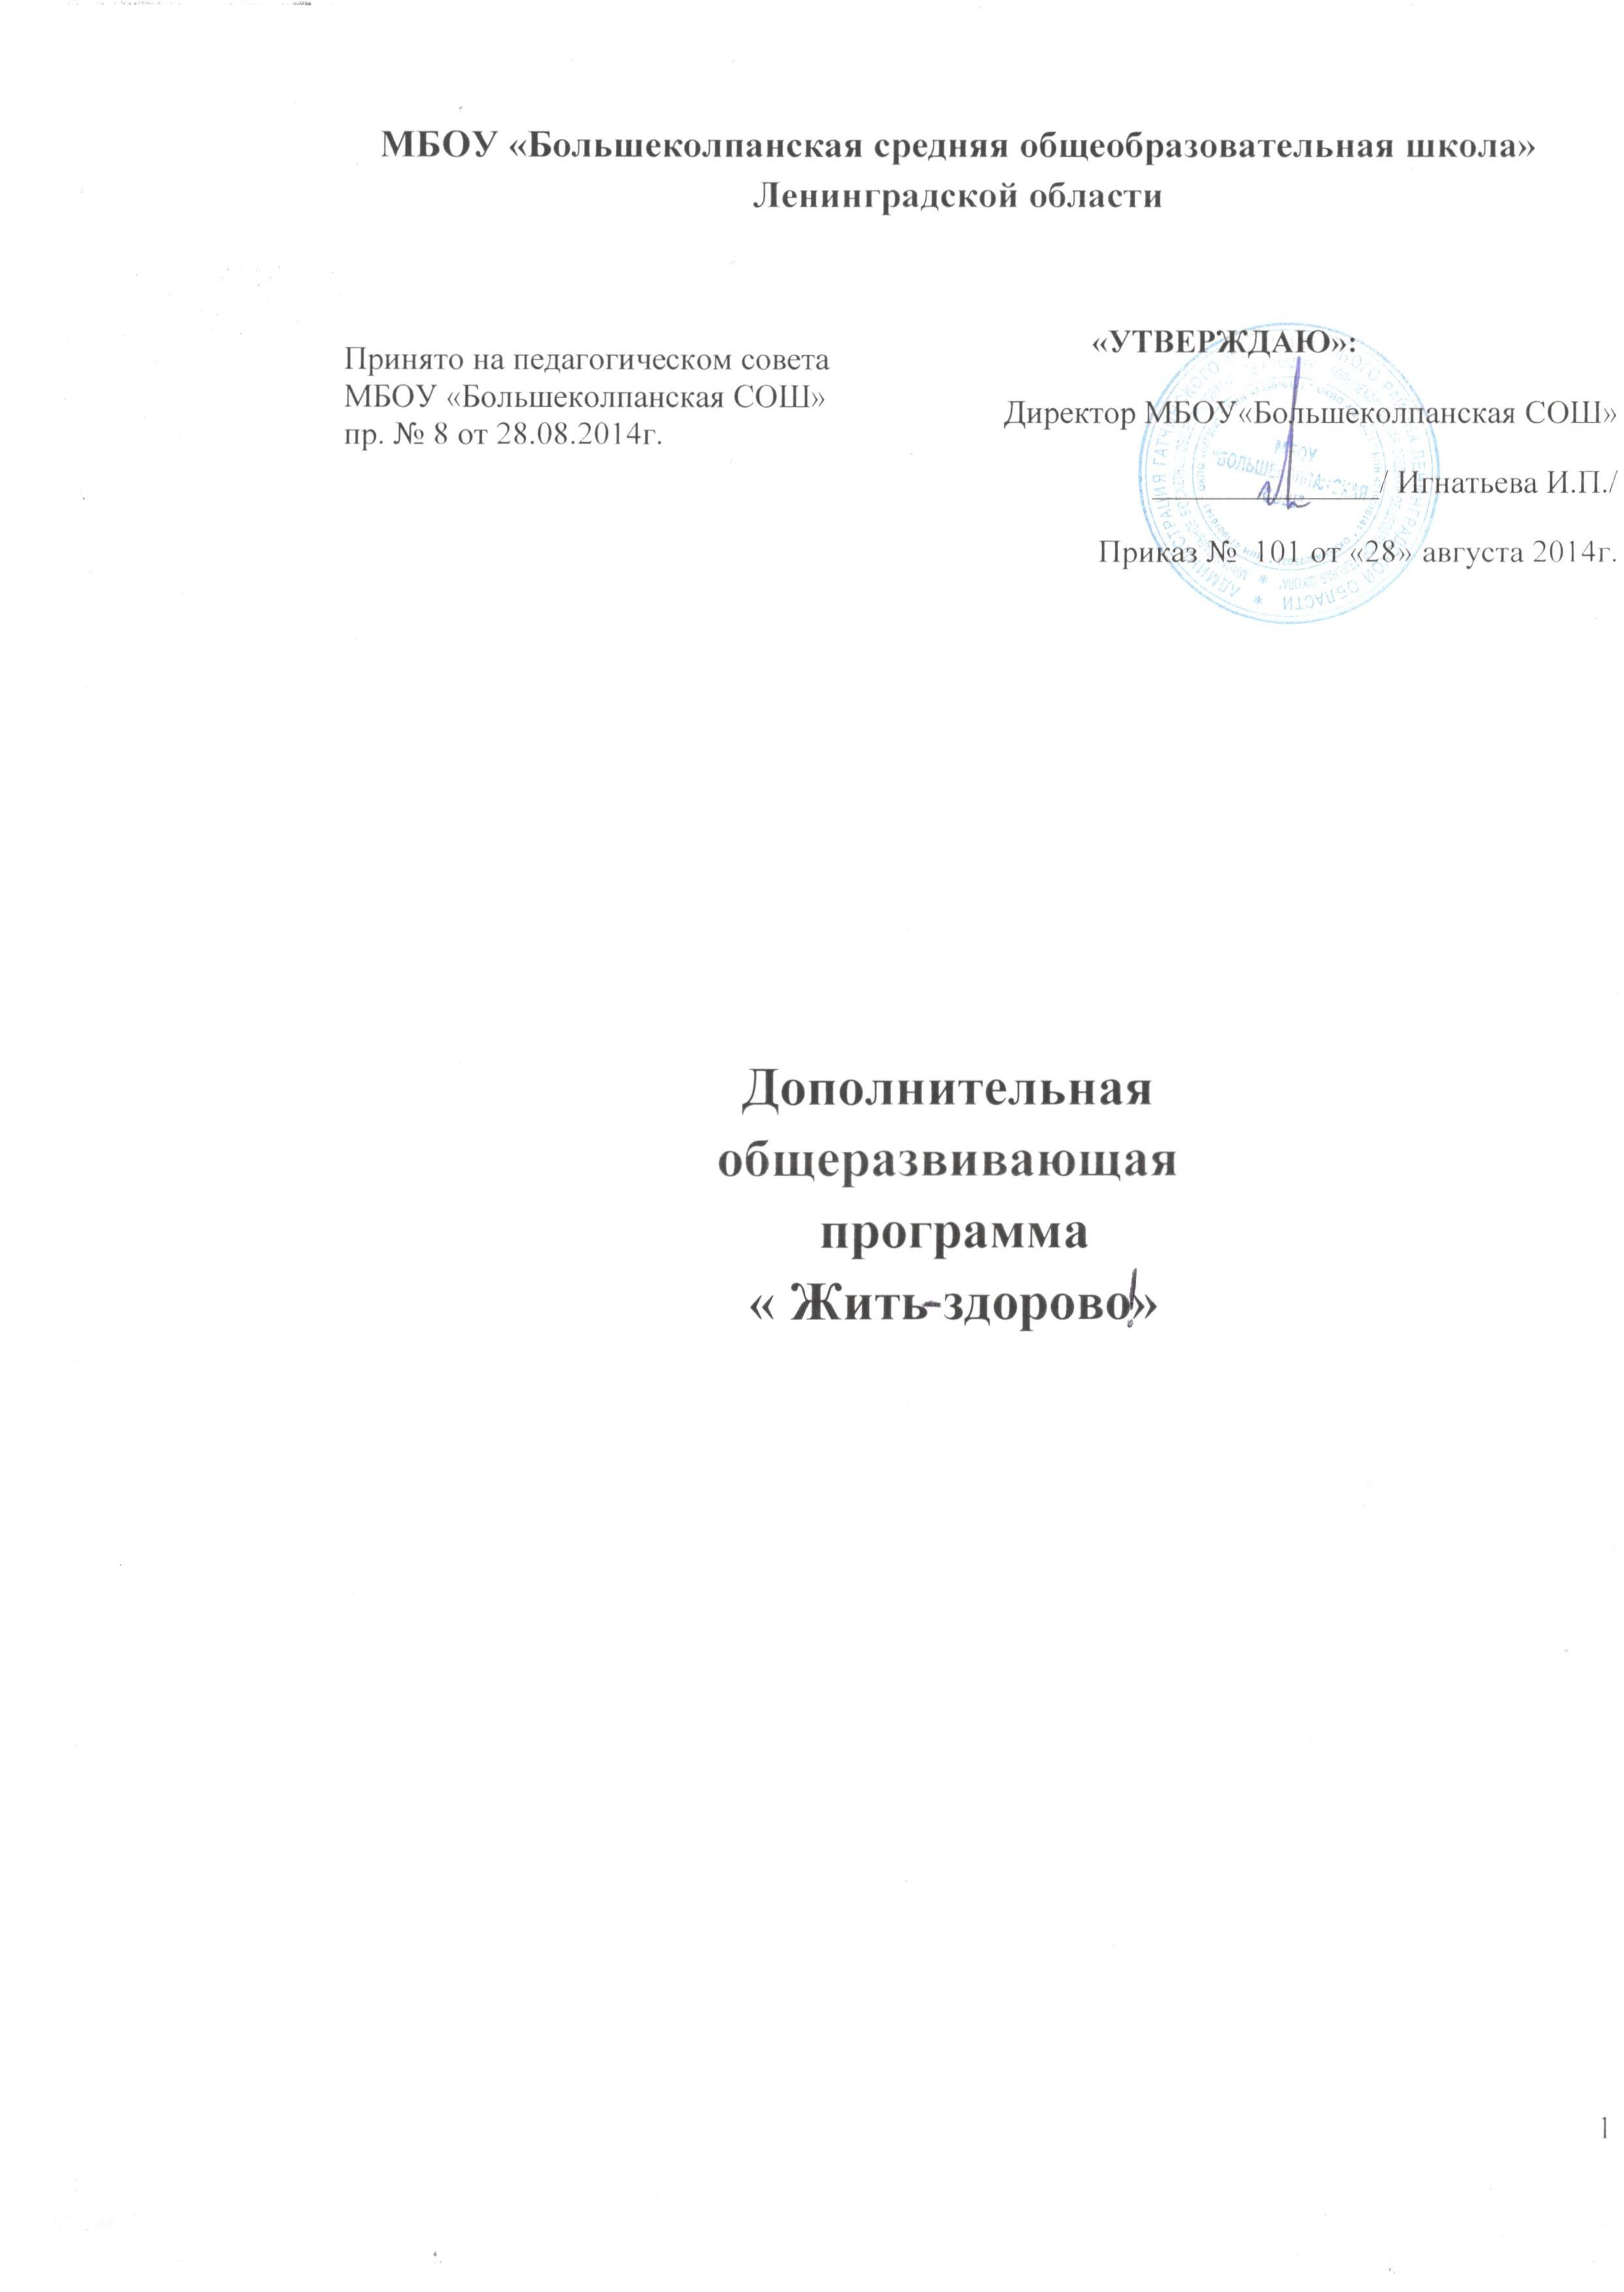 МБОУ «Большеколпанская средняя общеобразовательная школа»
Ленинградской области
Принято на педагогическом совета
МБОУ «Большеколпанская СОШ»
пр. № 8 от 28.08.2014г.
«УТВЕРЖДАЮ»:
Директор МБОУ«Большеколпанская СОШ»
/ Игнатьева И.П./
Приказ № 101 от «28» августа 2014г.
Дополнительная
общеразвивающая
программа
« Жить-здорово!»
1